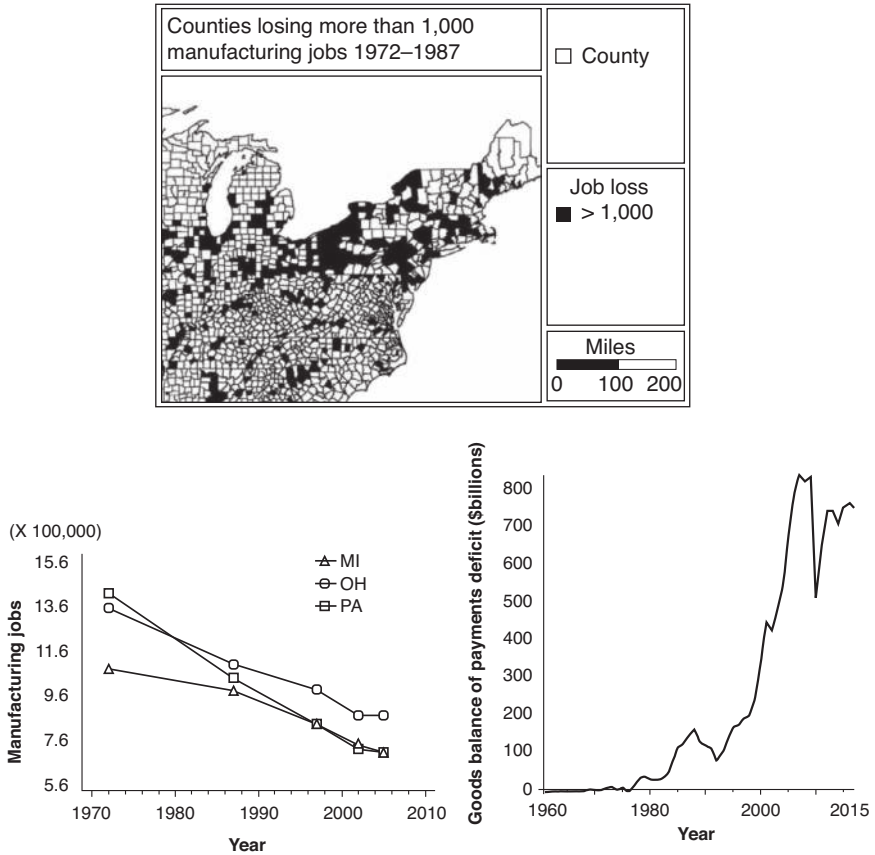 Counties losing more than 1,000
manufacturing jobs 1972–1987
County
Job loss
> 1,000
Miles
0 100 200
(X 100,000)
Manufacturing jobs
15.6
13.6
11.6
9.6
7.6
5.6
MI
OH
PA
1970 1980 1990 2000 2010
Year
Goods balance of payments deficit ($billions)
800
700
600
500
400
300
200
100
0
1960 1980 2000 2015
Year